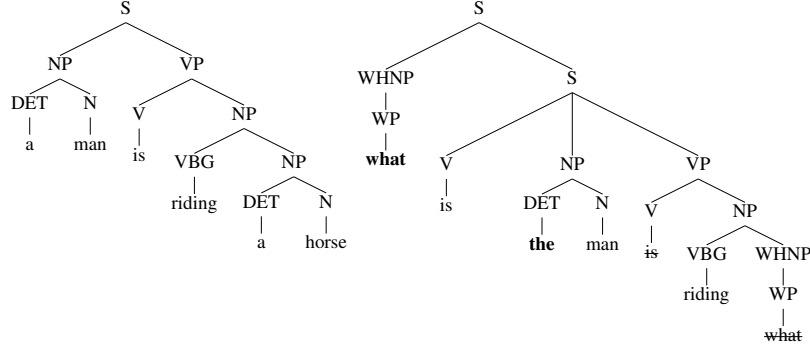 S S
NP VP WHNP S
DET N V NP WP
a man is VBG NP what V NP VP
riding DET N is DET N V NP
a horse the man is VBG WHNP
riding WP
what